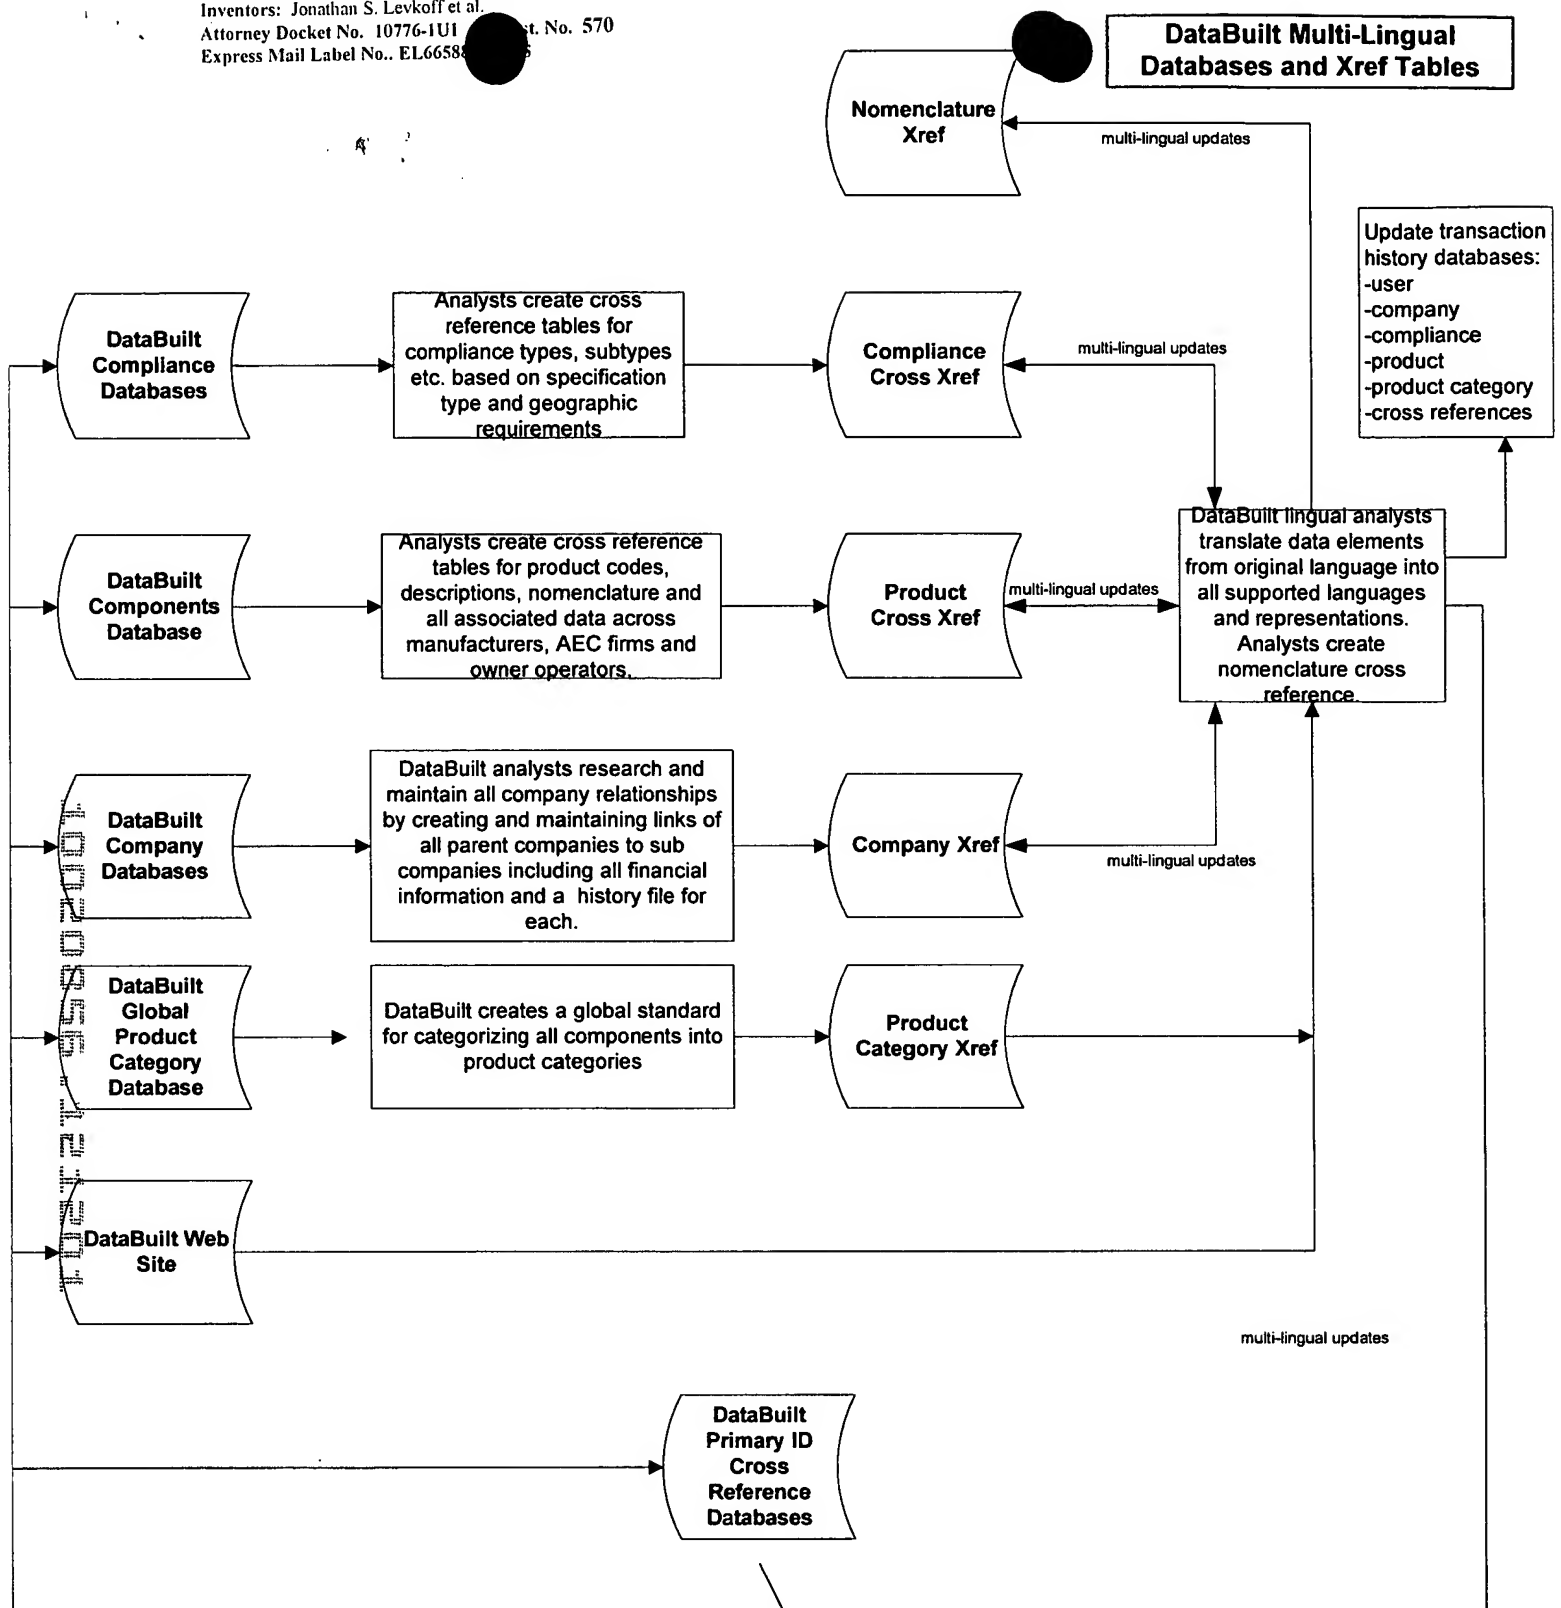 Inventors: Jonathan S. Levkoff et al.
Attorney Docket No. 10776-1U1 st. No. 570
Express Mail Label No.. EL6658
DataBuilt Multi-Lingual
Databases and Xref Tables
Nomenclature
Xref
multi-lingual updates
Update transaction
history databases:
-user
-company
-compliance
-product
-product category
-cross references
DataBuilt
Compliance
Databases
Analysts create cross
reference tables for
compliance types, subtypes
etc. based on specification
type and geographic
requirements
Compliance
Cross Xref
multi-lingual updates
DataBuilt
Components
Database
Analysts create cross reference
tables for product codes,
descriptions, nomenclature and
all associated data across
manufacturers, AEC firms and
owner operators.
Product
Cross Xref
multi-lingual updates
DataBuilt lingual analysts
translate data elements
from original language into
all supported languages
and representations.
Analysts create
nomenclature cross
reference.
DataBuilt
Company
Databases
DataBuilt analysts research and
maintain all company relationships
by creating and maintaining links of
all parent companies to sub
companies including all financial
information and a history file for
each.
Company Xref
multi-lingual updates
DataBuilt
Global
Product
Category
Database
DataBuilt creates a global standard
for categorizing all components into
product categories
Product
Category Xref
DataBuilt Web
Site
multi-lingual updates
DataBuilt
Primary ID
Cross
Reference
Databases